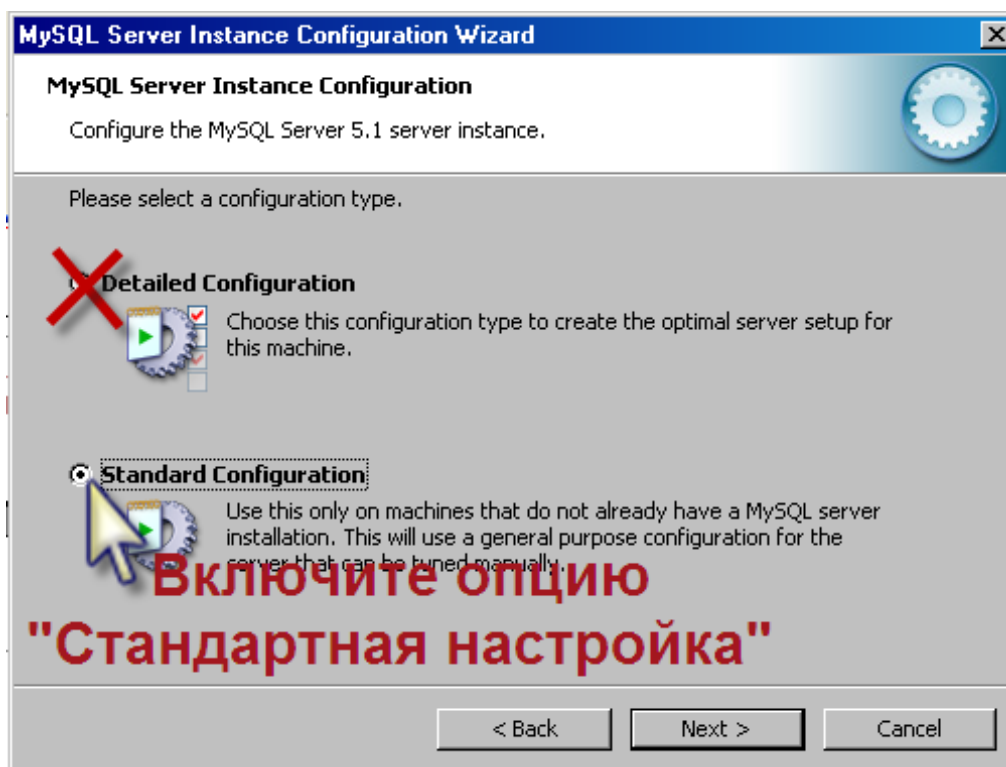 MySQL Server Instance Configuration Wizard
MySQL Server Instance Configuration
Configure the MySQL Server 5.1 server instance.
Please select a configuration type.
Detailed Configuration
Choose this configuration type to create the optimal server setup for
this machine.
Standard Configuration
Use this only on machines that do not already have a MySQL server
installation. This will use a general purpose configuration for the
server that can be tuned manually.
Включите опцию
"Стандартная настройка"
< Back
Next >
Cancel